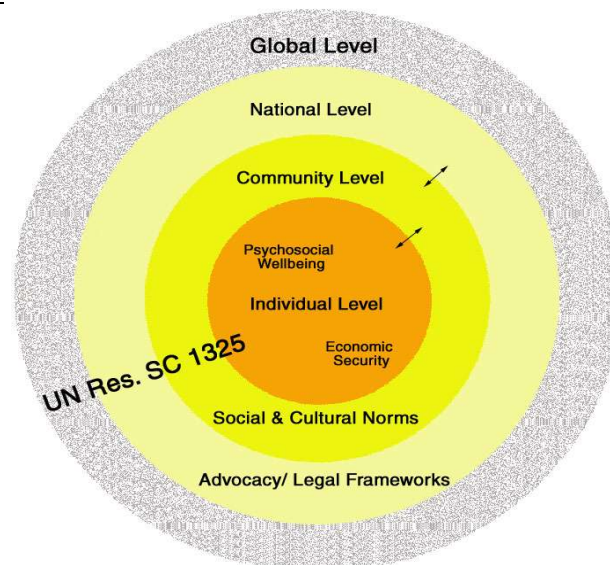 Global Level
National Level
Community Level
Psychosocial
Wellbeing
Individual Level
Economic
Security
UN Res. SC 1325
Social & Cultural Norms
Advocacy/ Legal Frameworks